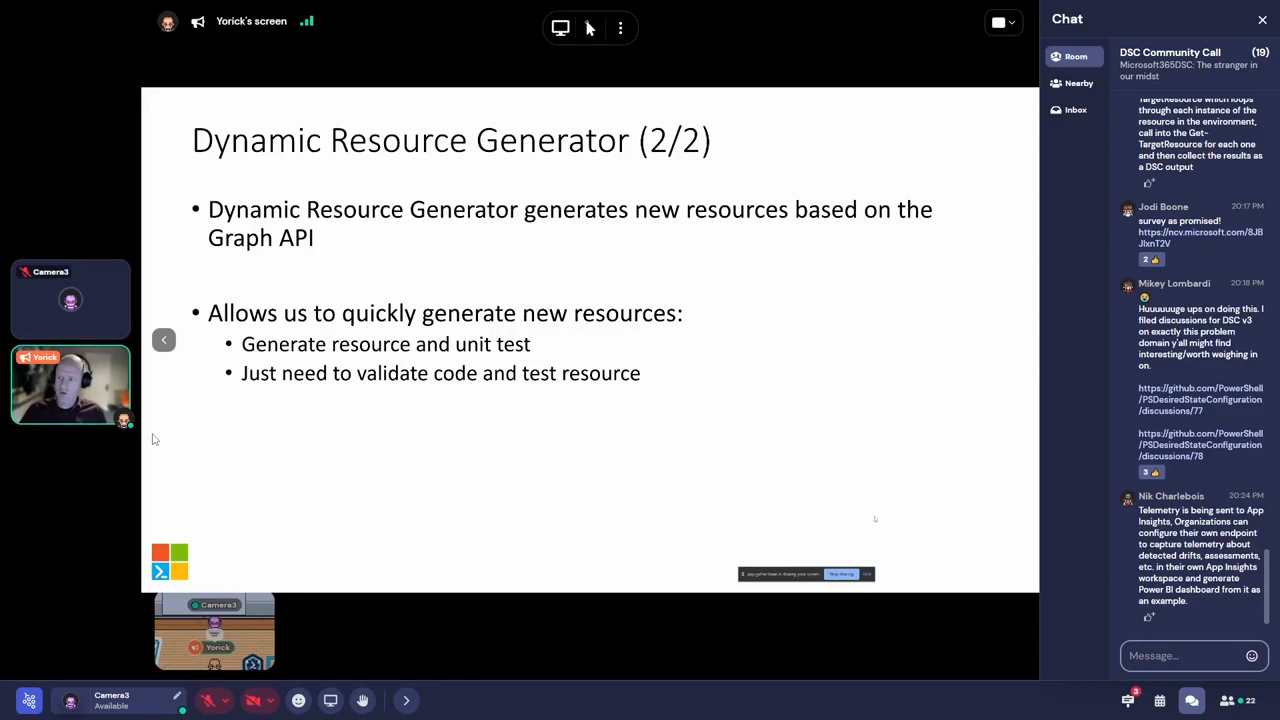 Yorick's screen
Dynamic Resource Generator (2/2)
• Dynamic Resource Generator generates new resources based on the
Graph API
• Allows us to quickly generate new resources:
• Generate resource and unit test
• Just need to validate code and test resource
Camera3
Yorick
Stop sharing
Camera3
Yorick
Camera3
Available
Chat
Room
Nearby
Inbox
DSC Community Call (19)
Microsoft365DSC: The stranger in
our midst
TargetResource which loops
through each instance of the
resource in the environment,
call into the Get-
TargetResource for each one
and then collect the results as
a DSC output
Jodi Boone 20:17 PM
survey as promised!
https://ncv.microsoft.com/8JB
JlxnT2V
2
Mikey Lombardi 20:18 PM
Huuuuuge ups on doing this. I
filed discussions for DSC v3
on exactly this problem
domain y'all might find
interesting/worth weighing in
on.
https://github.com/PowerShell
/PSDesiredStateConfiguration
/discussions/77
https://github.com/PowerShell
/PSDesiredStateConfiguration
/discussions/78
3
Nik Charlebois 20:24 PM
Telemetry is being sent to App
Insights, Organizations can
configure their own endpoint
to capture telemetry about
detected drifts, assessments,
etc. in their own App Insights
workspace and generate
Power BI dashboard from it as
an example.
Message...
3
22